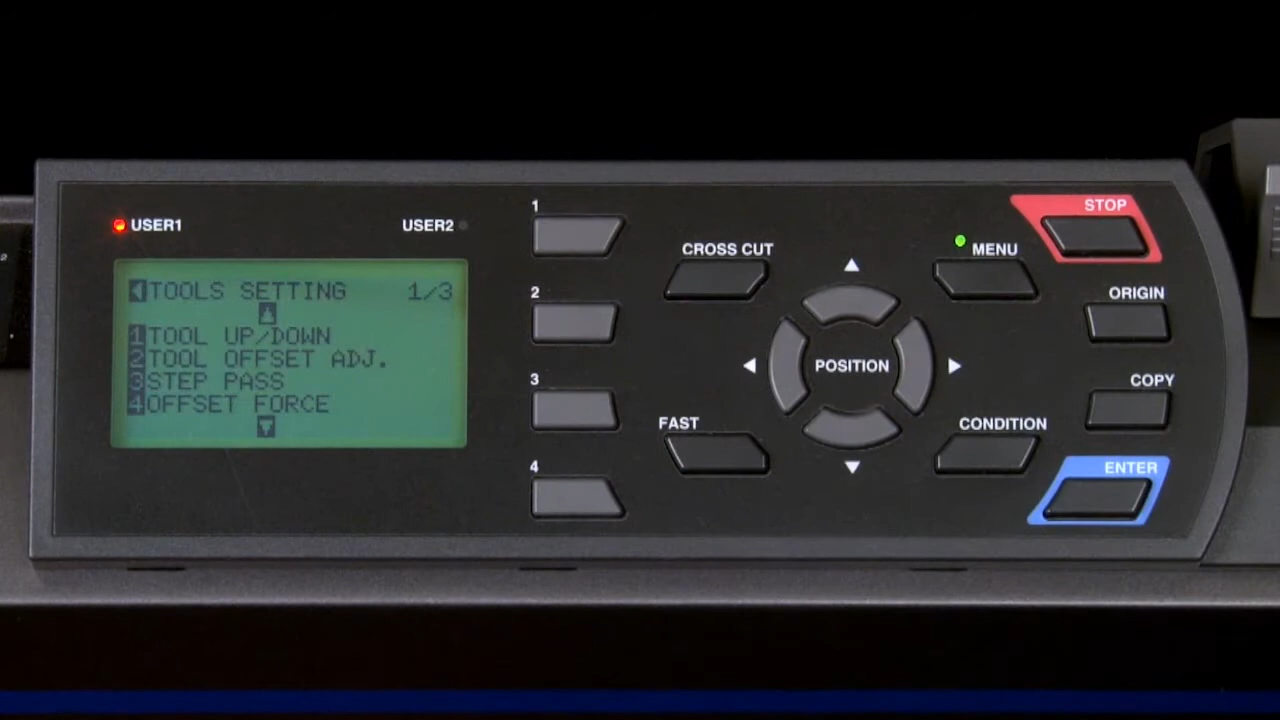 USER1
USER2
TOOLS SETTING 1/3
1TOOL UP/DOWN
2TOOL OFFSET ADJ.
3STEP PASS
4OFFSET FORCE
1
2
3
4
CROSS CUT
MENU
STOP
ORIGIN
POSITION
COPY
FAST
CONDITION
ENTER
2